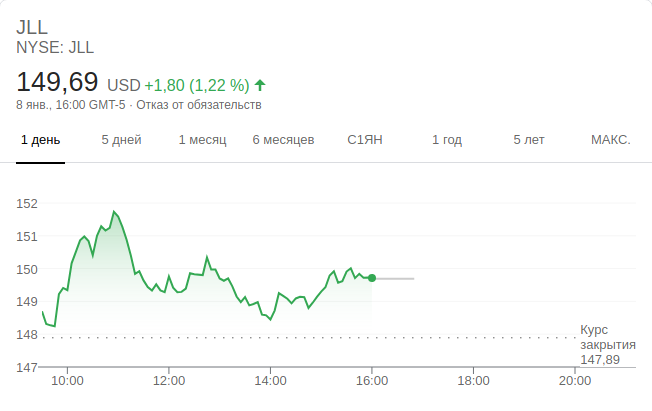 JLL
NYSE: JLL
149,69 USD +1,80 (1,22 %)
8 янв., 16:00 GMT-5 · Отказ от обязательств
1 день 5 дней 1 месяц 6 месяцев С1ЯН 1 год 5 лет МАКС.
152
151
150
149
148
147
Курс
закрытия
147,89
10:00 12:00 14:00 16:00 18:00 20:00